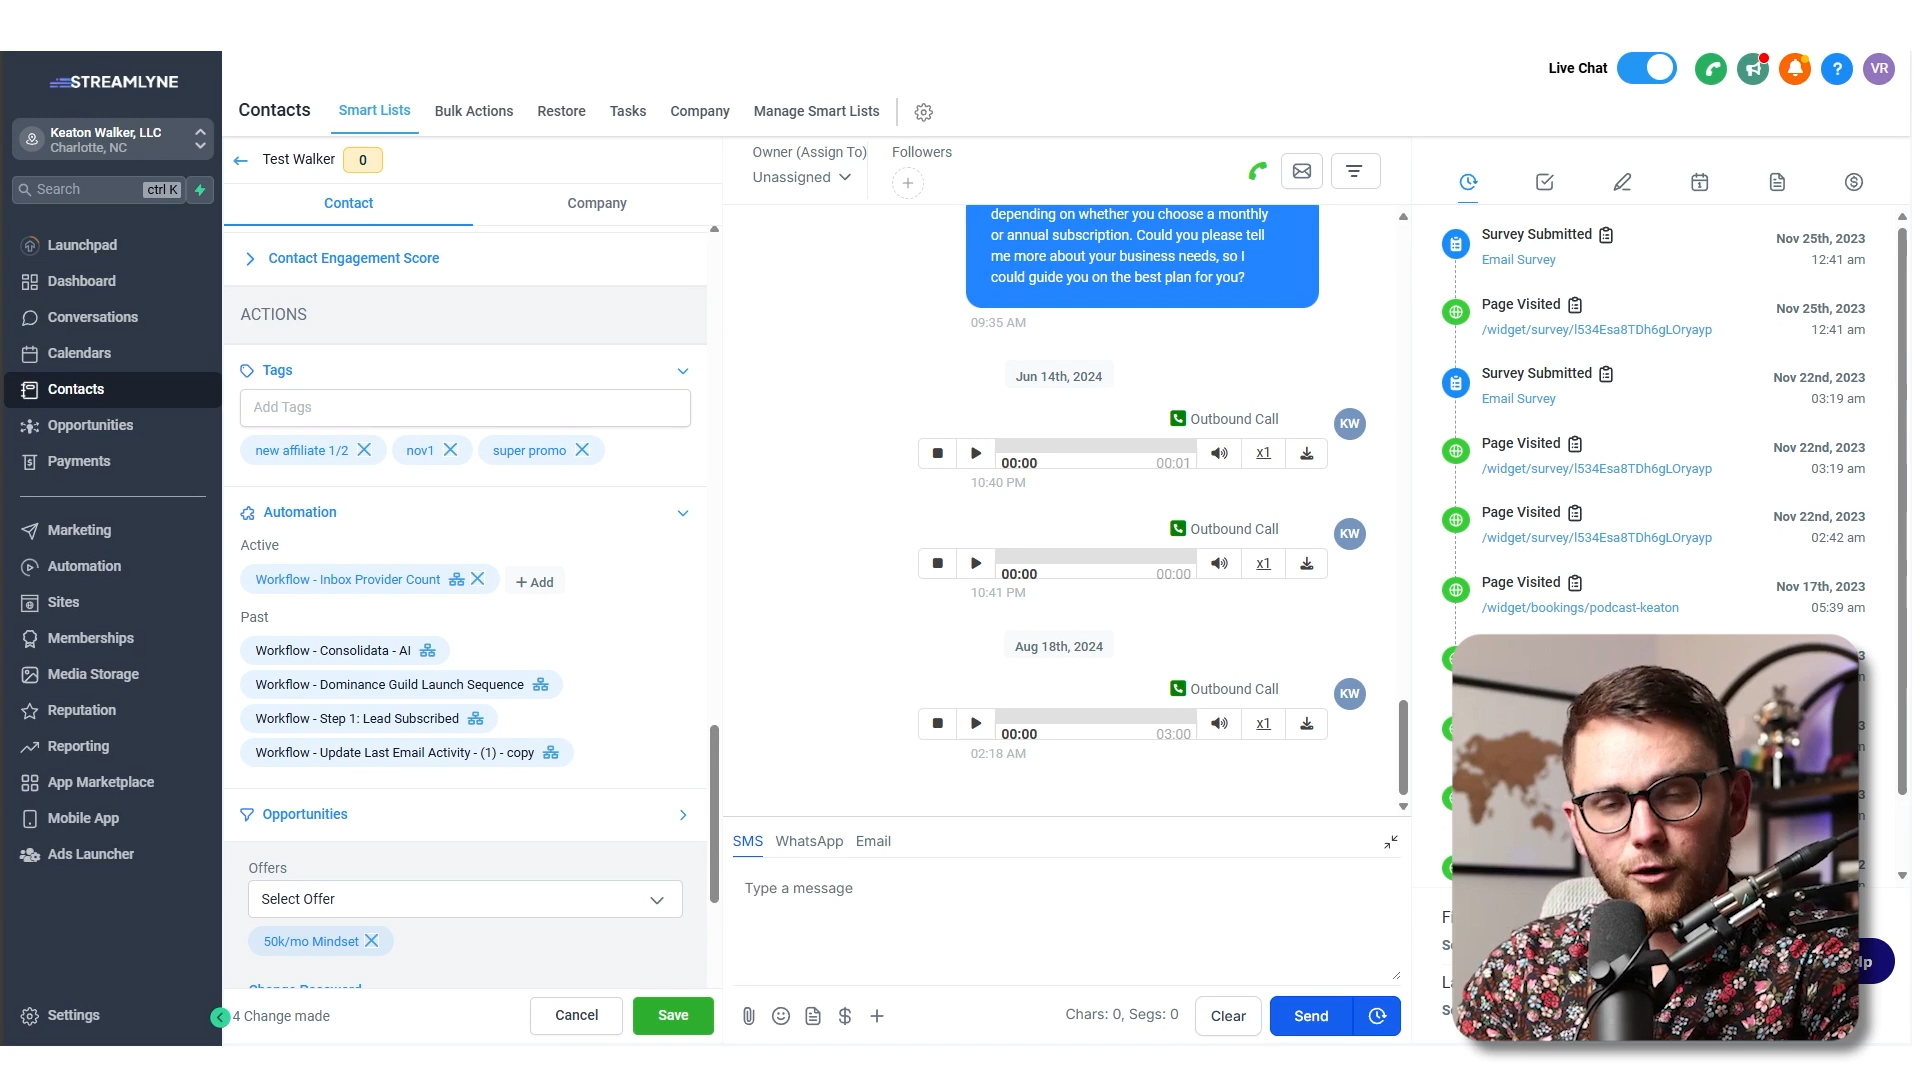 STREAMLYNE
Keaton Walker, LLC
Charlotte, NC
Search ctrl K
Launchpad
Dashboard
Conversations
Calendars
Contacts
Opportunities
Payments
Marketing
Automation
Sites
Memberships
Media Storage
Reputation
Reporting
App Marketplace
Mobile App
Ads Launcher
Settings
Live Chat
?
VR
Contacts Smart Lists Bulk Actions Restore Tasks Company Manage Smart Lists
Test Walker 0
Contact Company
Contact Engagement Score
ACTIONS
Tags
Add Tags
new affiliate 1/2 nov1 super promo
Automation
Active
Workflow - Inbox Provider Count + Add
Past
Workflow - Consolidata - AI
Workflow - Dominance Guild Launch Sequence
Workflow - Step 1: Lead Subscribed
Workflow - Update Last Email Activity - (1) - copy
Opportunities
Offers
Select Offer
50k/mo Mindset
Change Password
4 Change made Cancel Save
Owner (Assign To) Followers
Unassigned
depending on whether you choose a monthly
or annual subscription. Could you please tell
me more about your business needs, so I
could guide you on the best plan for you?
09:35 AM
Jun 14th, 2024
Outbound Call KW
00:00 00:01 x1
10:40 PM
Outbound Call KW
00:00 00:00 x1
10:41 PM
Aug 18th, 2024
Outbound Call KW
00:00 03:00 x1
02:18 AM
SMS WhatsApp Email
Type a message
Chars: 0, Segs: 0 Clear Send
Survey Submitted Nov 25th, 2023
Email Survey 12:41 am
Page Visited Nov 25th, 2023
/widget/survey/l534Esa8TDh6gLOryayp 12:41 am
Survey Submitted Nov 22nd, 2023
Email Survey 03:19 am
Page Visited Nov 22nd, 2023
/widget/survey/l534Esa8TDh6gLOryayp 03:19 am
Page Visited Nov 22nd, 2023
/widget/survey/l534Esa8TDh6gLOryayp 02:42 am
Page Visited Nov 17th, 2023
/widget/bookings/podcast-keaton 05:39 am